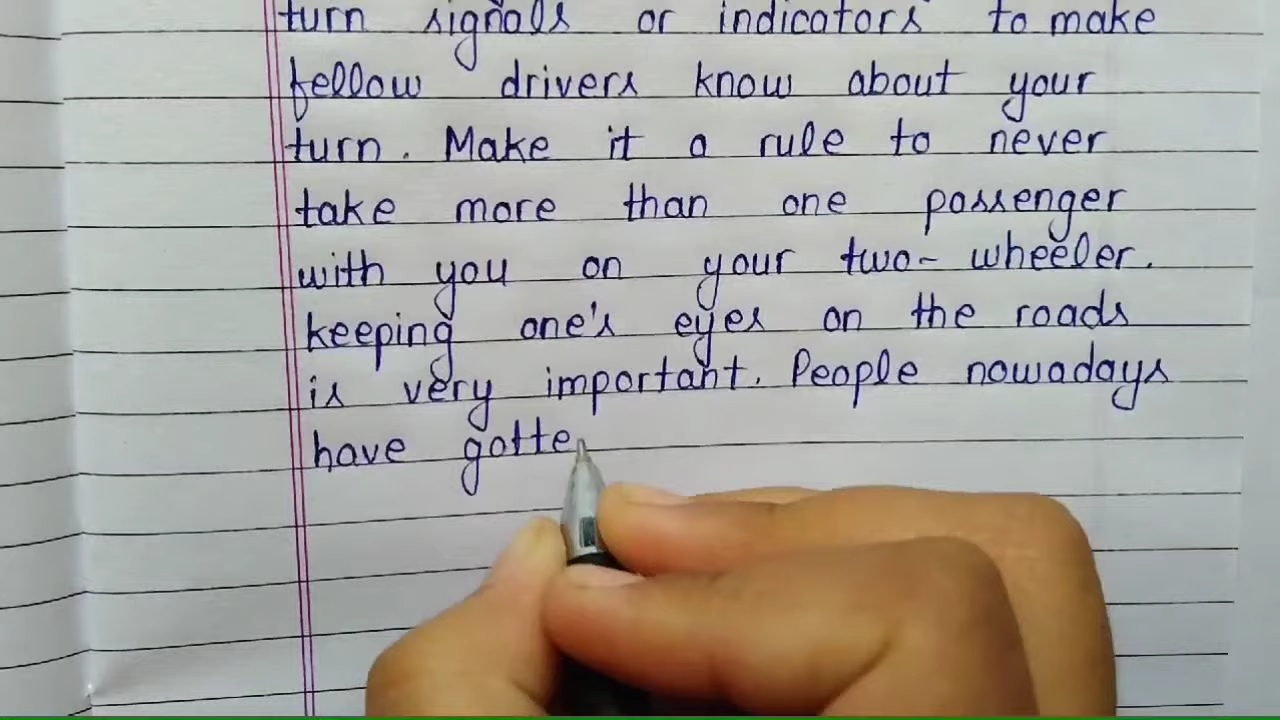 turn signals or indicators to make
fellow drivers know about your
turn. Make it a rule to never
take more than one passenger
with you on your two-wheeler.
keeping one's eyes on the roads
is very important. People nowadays
have gotte